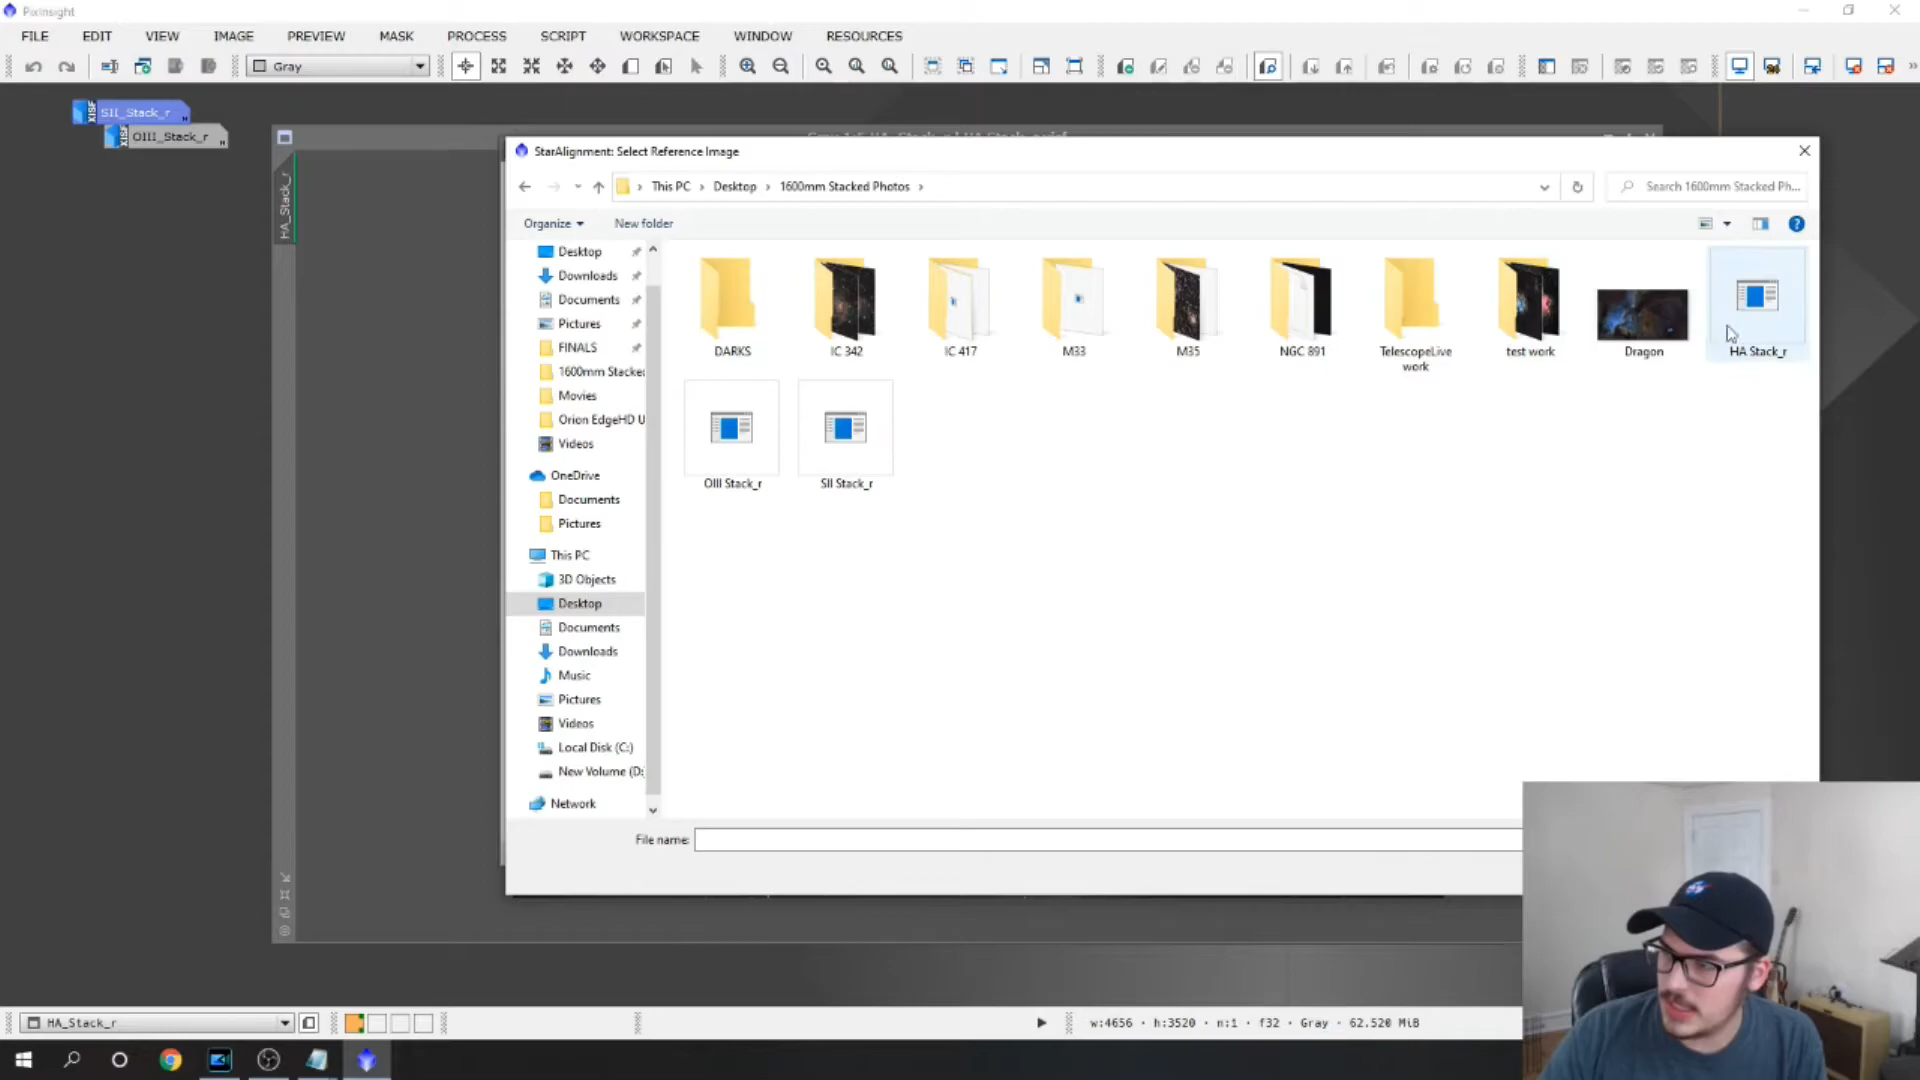 PixInsight
FILE EDIT VIEW IMAGE PREVIEW MASK PROCESS SCRIPT WORKSPACE WINDOW RESOURCES
Gray
SII_Stack_r
OIII_Stack_r
HA_Stack_r
StarAlignment: Select Reference Image
This PC > Desktop > 1600mm Stacked Photos >
Search 1600mm Stacked Ph...
Organize
New folder
Desktop
Downloads
Documents
Pictures
FINALS
1600mm Stacke
Movies
Orion EdgeHD U
Videos
OneDrive
Documents
Pictures
This PC
3D Objects
Desktop
Documents
Downloads
Music
Pictures
Videos
Local Disk (C:)
New Volume (D:
Network
DARKS
IC 342
IC 417
M33
M35
NGC 891
TelescopeLive
work
test work
Dragon
HA Stack_r
OIII Stack_r
SII Stack_r
File name:
HA_Stack_r
w:4656 · h:3520 · n:1 · f32 · Gray · 62.520 MiB